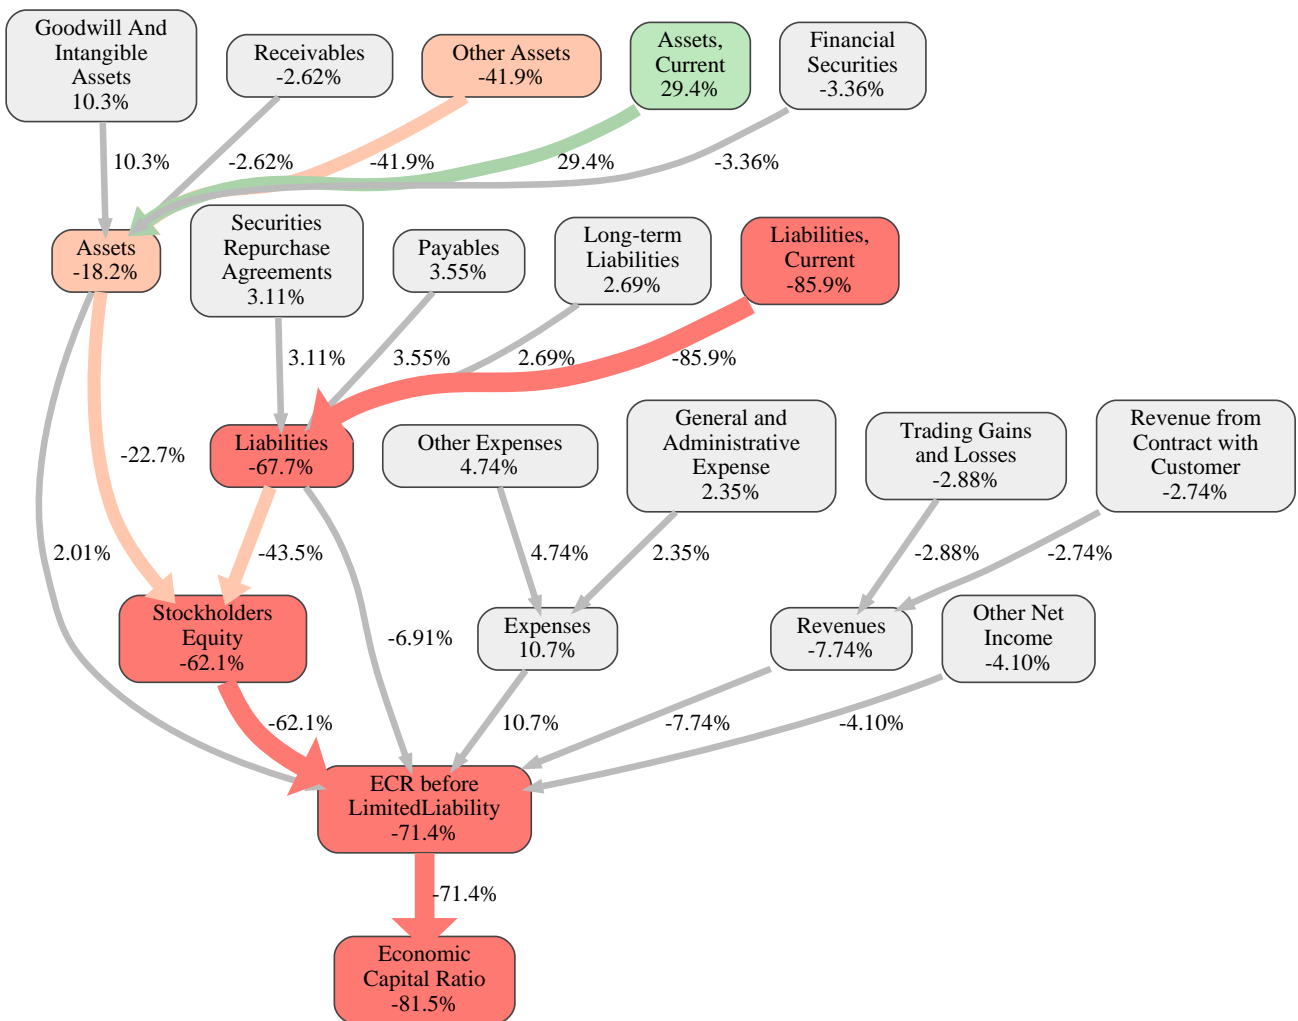 Goodwill And
Intangible
Assets
10.3%
Receivables
-2.62%
Other Assets
-41.9%
Assets,
Current
29.4%
Financial
Securities
-3.36%
10.3%
-2.62%
-41.9%
29.4%
-3.36%
Assets
-18.2%
Securities
Repurchase
Agreements
3.11%
Payables
3.55%
Long-term
Liabilities
2.69%
Liabilities,
Current
-85.9%
3.11%
3.55%
2.69%
-85.9%
Liabilities
-67.7%
Other Expenses
4.74%
General and
Administrative
Expense
2.35%
Trading Gains
and Losses
-2.88%
Revenue from
Contract with
Customer
-2.74%
-22.7%
2.01%
-43.5%
4.74%
2.35%
-2.88%
-2.74%
Stockholders
Equity
-62.1%
-6.91%
Expenses
10.7%
Revenues
-7.74%
Other Net
Income
-4.10%
-62.1%
10.7%
-7.74%
-4.10%
ECR before
LimitedLiability
-71.4%
-71.4%
Economic
Capital Ratio
-81.5%